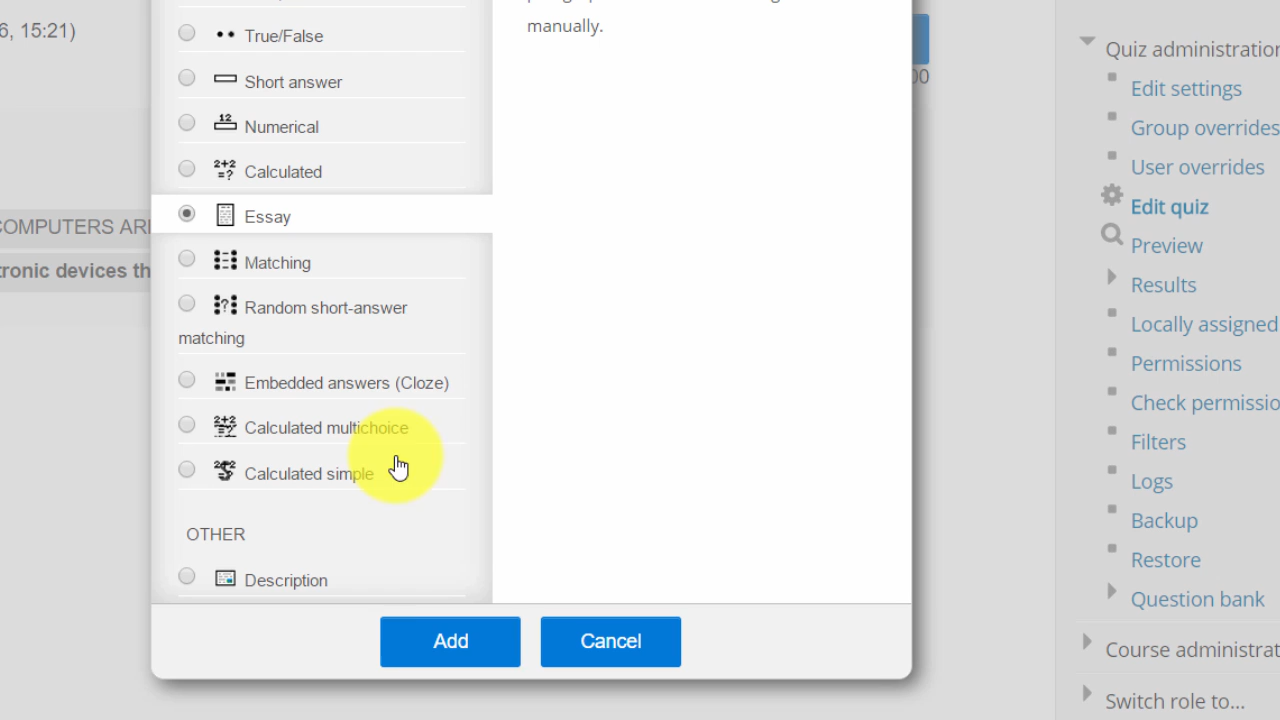 6, 15:21)
manually.
True/False
Short answer
Numerical
Calculated
Essay
Matching
Random short-answer
matching
Embedded answers (Cloze)
Calculated multichoice
Calculated simple
OTHER
Description
Add
Cancel
00
COMPUTERS AR
tronic devices th
Quiz administration
Edit settings
Group overrides
User overrides
Edit quiz
Preview
Results
Locally assigned
Permissions
Check permissio
Filters
Logs
Backup
Restore
Question bank
Course administrat
Switch role to...